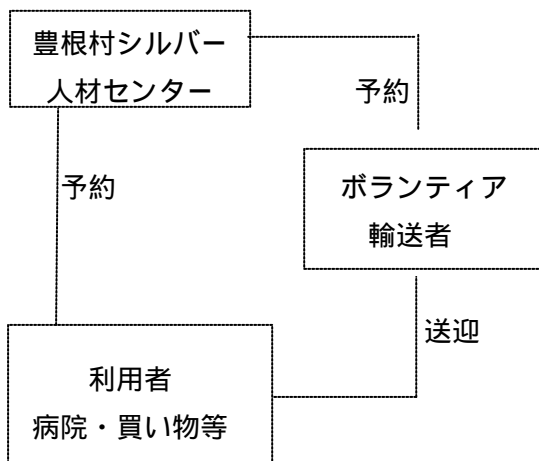 豊根村シルバー
人材センター
予約
予約
ボランティア
輸送者
送迎
利用者
病院・買い物等